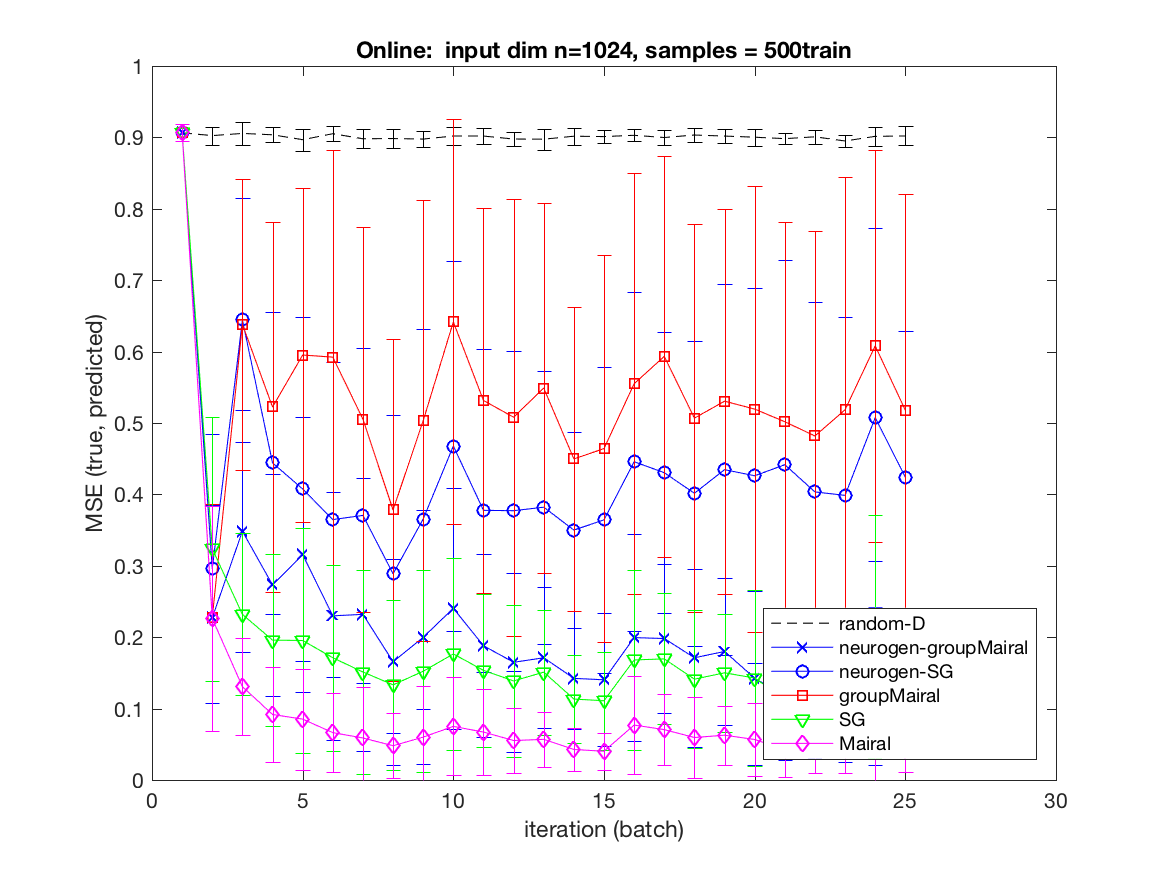 Online:  input dim n=1024, samples = 500train
MSE (true, predicted)
1
0.9
0.8
0.7
0.6
0.5
0.4
0.3
0.2
0.1
0
0 5 10 15 20 25 30
iteration (batch)
random-D
neurogen-groupMairal
neurogen-SG
groupMairal
SG
Mairal